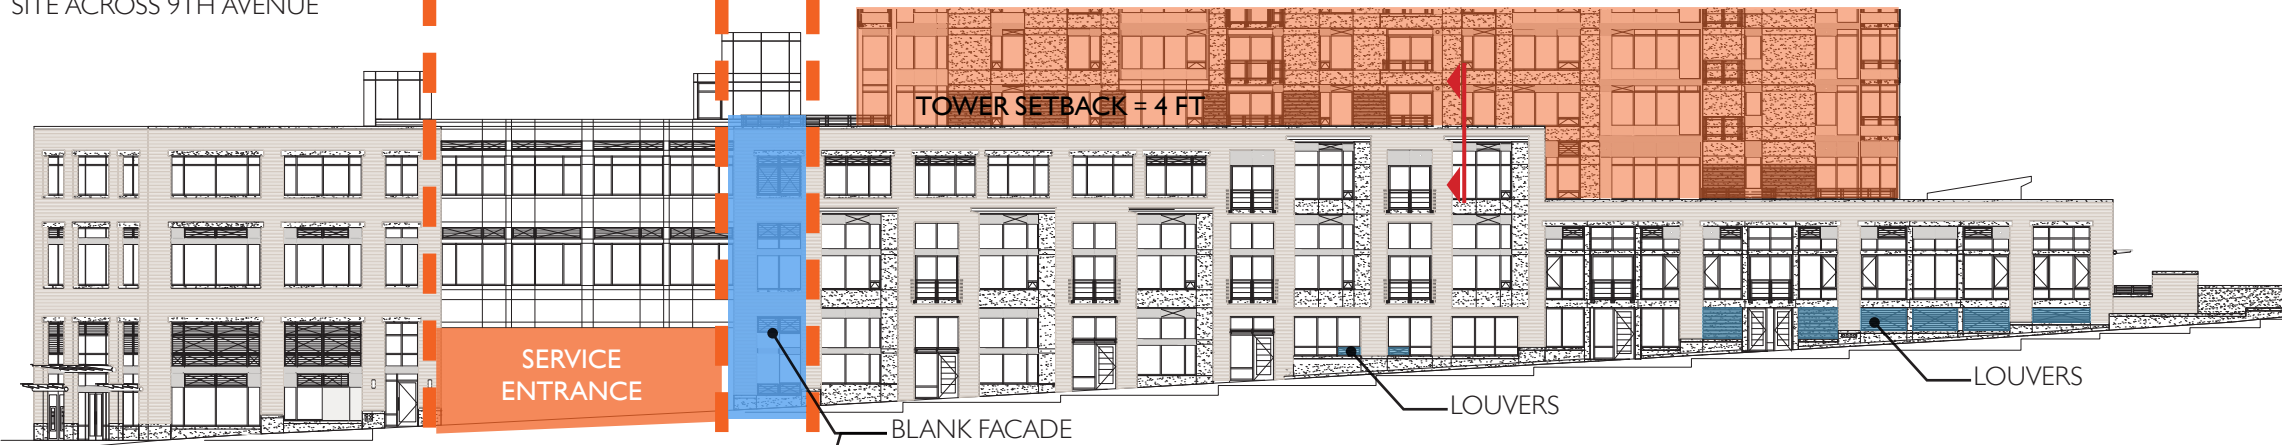 SITE ACROSS 9TH AVENUE
TOWER SETBACK = 4 FT
SERVICE
ENTRANCE
LOUVERS
LOUVERS
BLANK FACADE